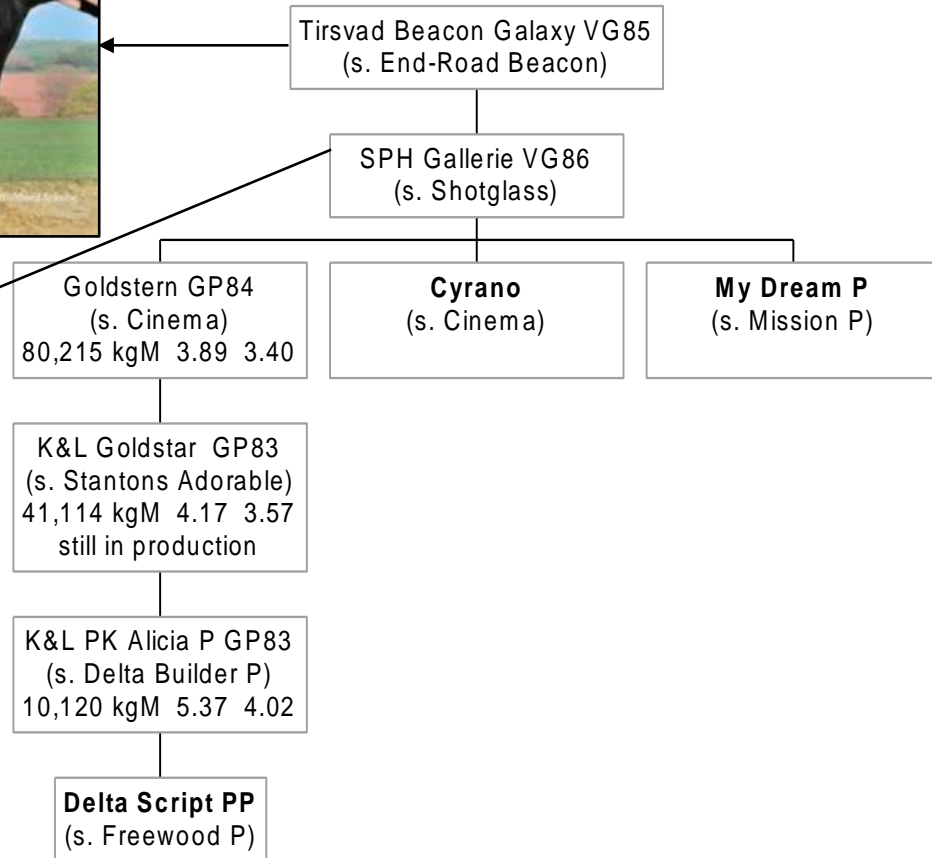 Tirsvad Beacon Galaxy VG85
(s. End-Road Beacon)
SPH Gallerie VG86
(s. Shotglass)
Goldstern GP84
(s. Cinema)
80,215 kgM 3.89 3.40
Cyrano
(s. Cinema)
My Dream P
(s. Mission P)
K&L Goldstar GP83
(s. Stantons Adorable)
41,114 kgM 4.17 3.57
still in production
K&L PK Alicia P GP83
(s. Delta Builder P)
10,120 kgM 5.37 4.02
Delta Script PP
(s. Freewood P)